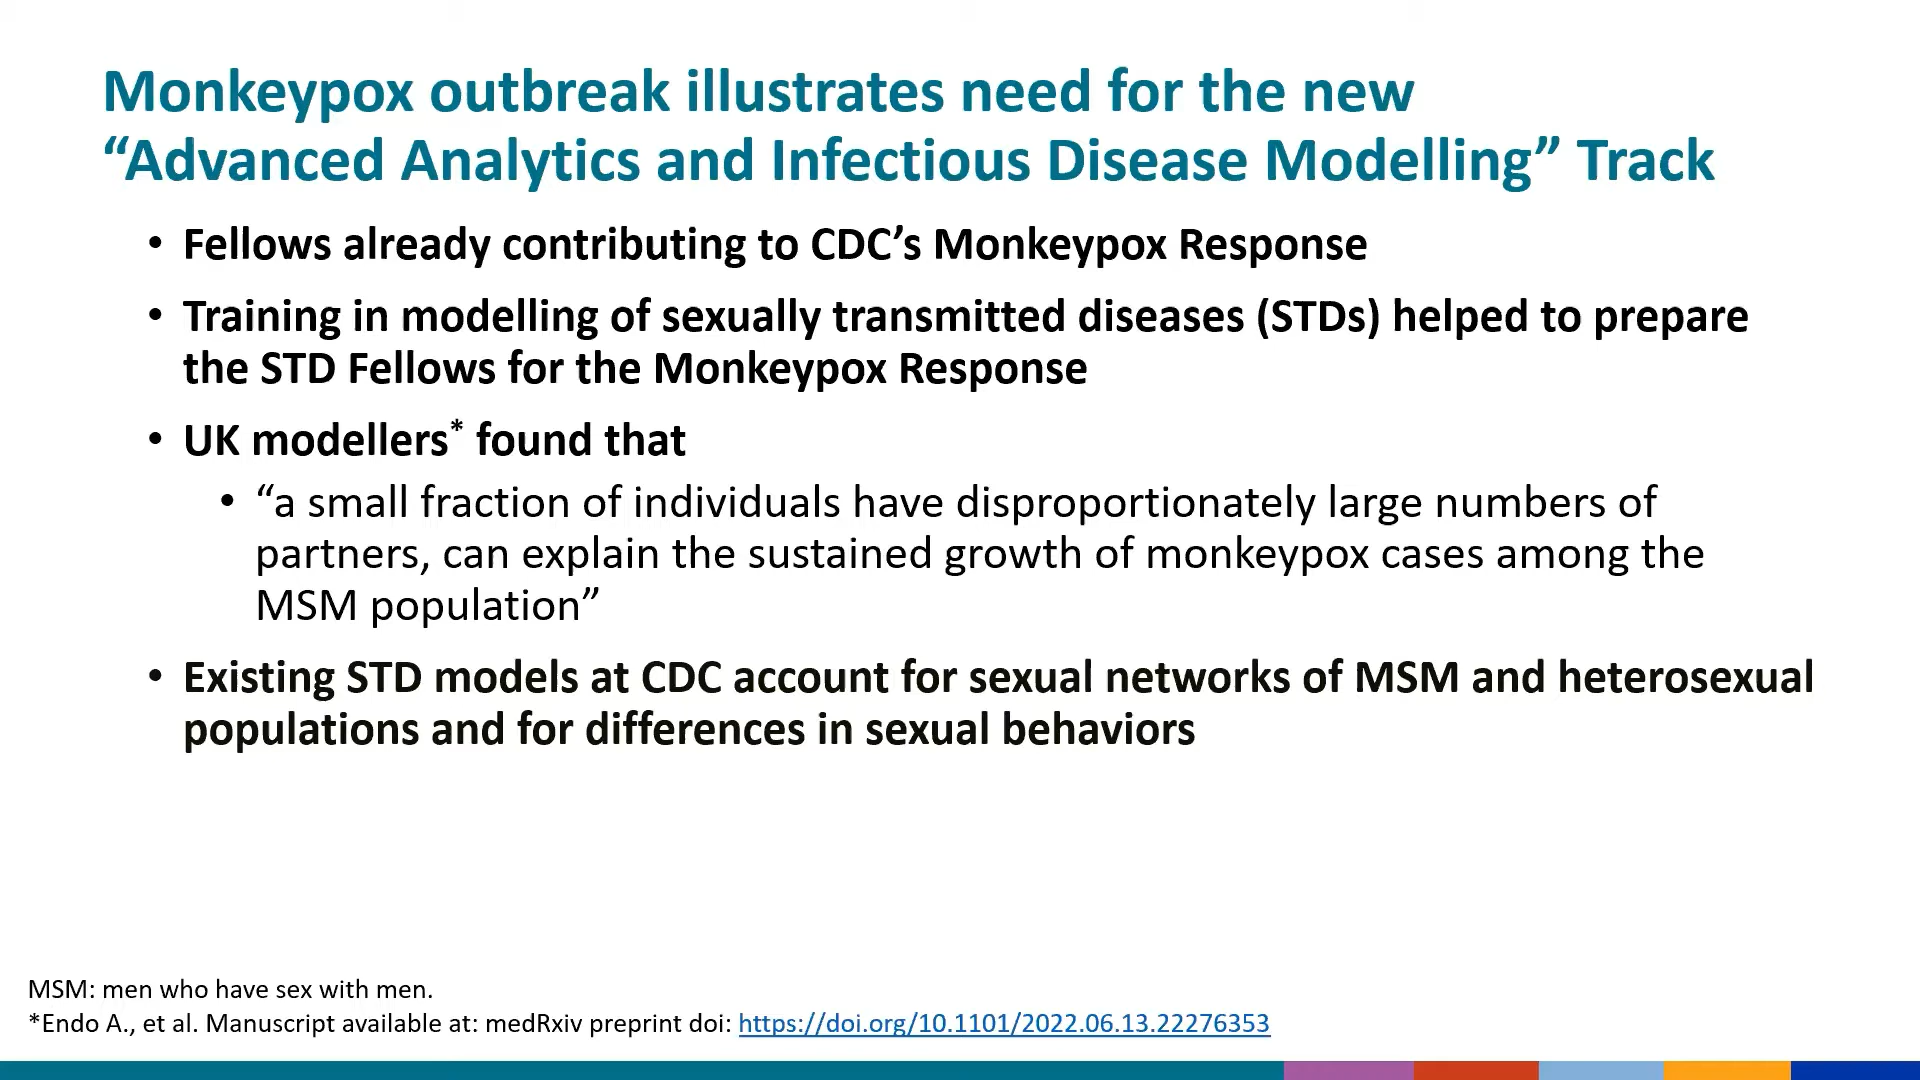 Monkeypox outbreak illustrates need for the new
“Advanced Analytics and Infectious Disease Modelling” Track
• Fellows already contributing to CDC’s Monkeypox Response
• Training in modelling of sexually transmitted diseases (STDs) helped to prepare
the STD Fellows for the Monkeypox Response
• UK modellers* found that
• “a small fraction of individuals have disproportionately large numbers of
partners, can explain the sustained growth of monkeypox cases among the
MSM population”
• Existing STD models at CDC account for sexual networks of MSM and heterosexual
populations and for differences in sexual behaviors
MSM: men who have sex with men.
*Endo A., et al. Manuscript available at: medRxiv preprint doi: https://doi.org/10.1101/2022.06.13.22276353